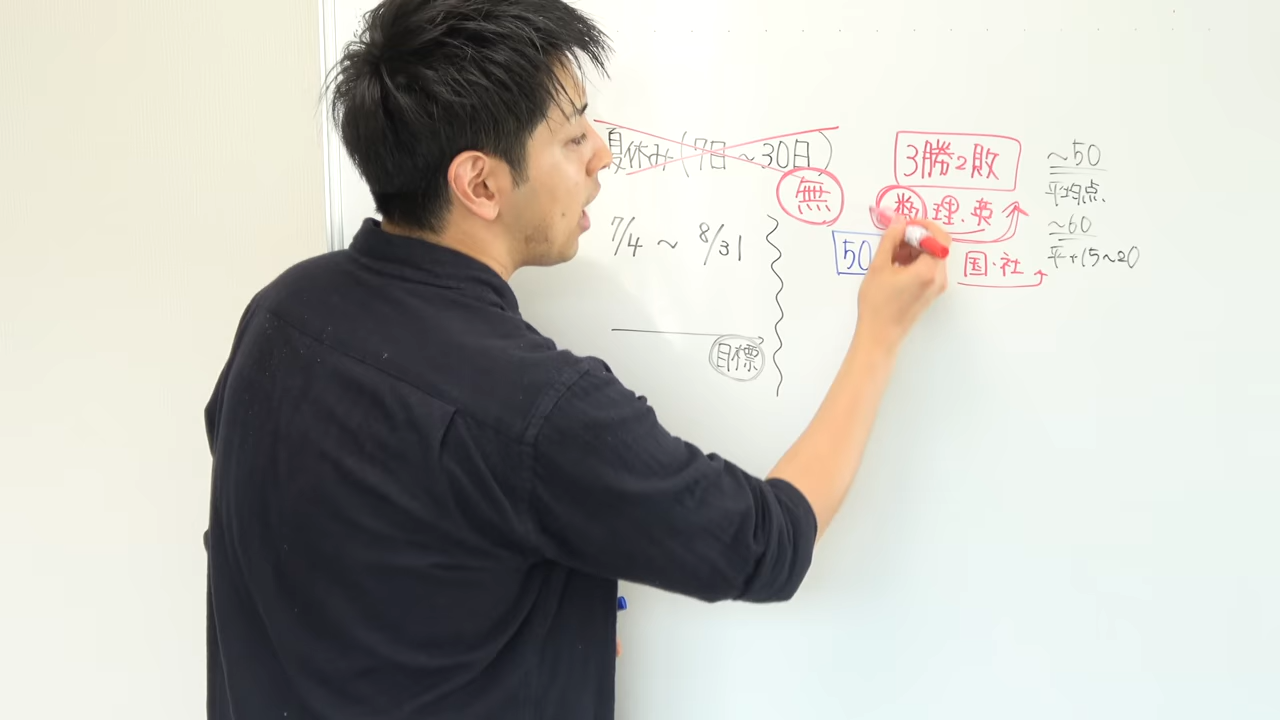 夏休み(7日~30日)
無
7/4 ~ 8/31
目標
3勝2敗
数理.英
50
国・社
~50
平均点.
~60
平+15~20